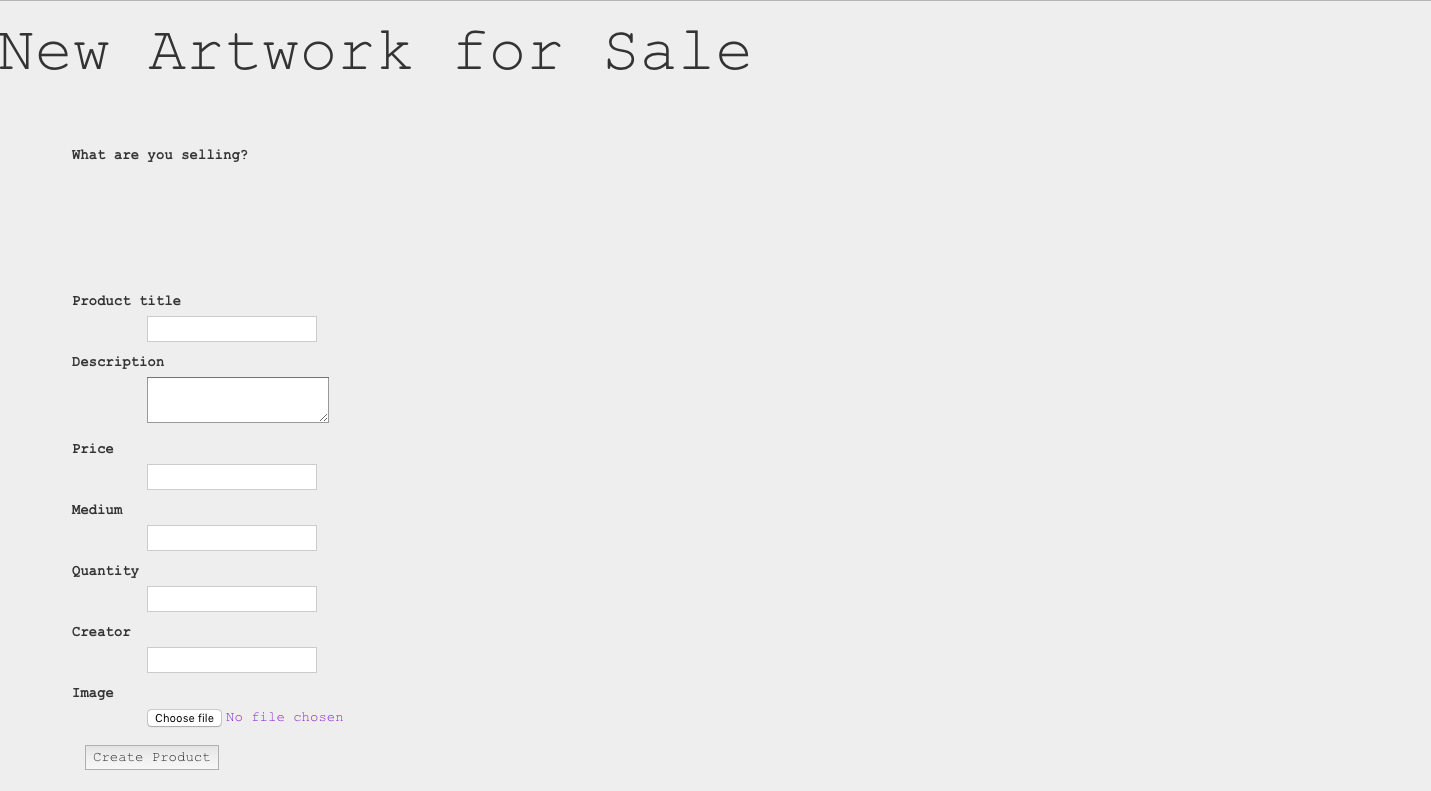 New Artwork for Sale
What are you selling?
Product title
Description
Price
Medium
Quantity
Creator
Image
Choose file No file chosen
Create Product